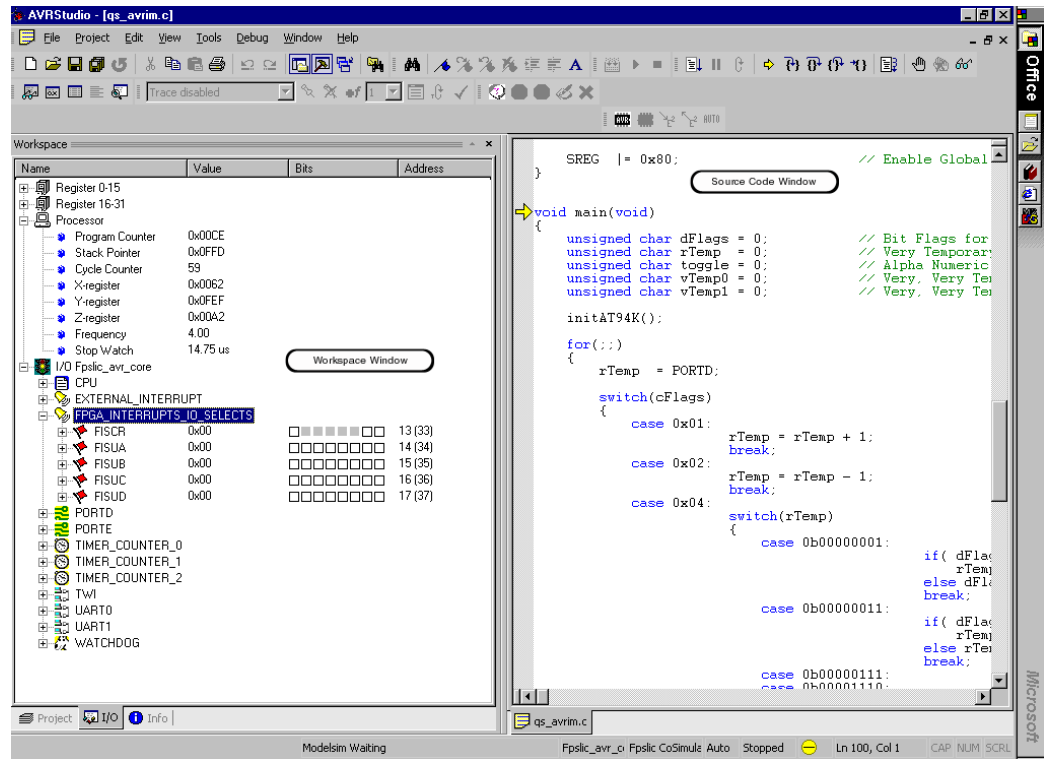 AVRStudio - [qs_avrim.c]
File Project Edit View Tools Debug Window Help
Trace disabled
1
AVR AUTO
Workspace
Name Value Bits Address
Register 0-15
Register 16-31
Processor
Program Counter 0x00CE
Stack Pointer 0x0FFD
Cycle Counter 59
X-register 0x0062
Y-register 0x0FEF
Z-register 0x00A2
Frequency 4.00
Stop Watch 14.75 us
I/O Fpslic_avr_core
CPU
EXTERNAL_INTERRUPT
FPGA_INTERRUPTS_IO_SELECTS
FISCR 0x00 13 (33)
FISUA 0x00 14 (34)
FISUB 0x00 15 (35)
FISUC 0x00 16 (36)
FISUD 0x00 17 (37)
PORTD
PORTE
TIMER_COUNTER_0
TIMER_COUNTER_1
TIMER_COUNTER_2
TWI
UART0
UART1
WATCHDOG
Workspace Window
Project I/O Info
SREG |= 0x80; // Enable Global
}
Source Code Window
void main(void)
{
unsigned char dFlags = 0; // Bit Flags for
unsigned char rTemp = 0; // Very Temporary
unsigned char toggle = 0; // Alpha Numeric
unsigned char vTemp0 = 0; // Very, Very Te
unsigned char vTemp1 = 0; // Very, Very Te
initAT94K();
for(;;)
{
rTemp = PORTD;
switch(cFlags)
{
case 0x01:
rTemp = rTemp + 1;
break;
case 0x02:
rTemp = rTemp - 1;
break;
case 0x04:
switch(rTemp)
{
case 0b00000001:
if( dFlag
rTem
else dFl
break;
case 0b00000011:
if( dFlag
rTem
else rTe
break;
case 0b00000111:
case 0b00001110:
qs_avrim.c
Modelsim Waiting Fpslic_avr_c Fpslic CoSimula Auto Stopped Ln 100, Col 1 CAP NUM SCRL
Office
Microsoft